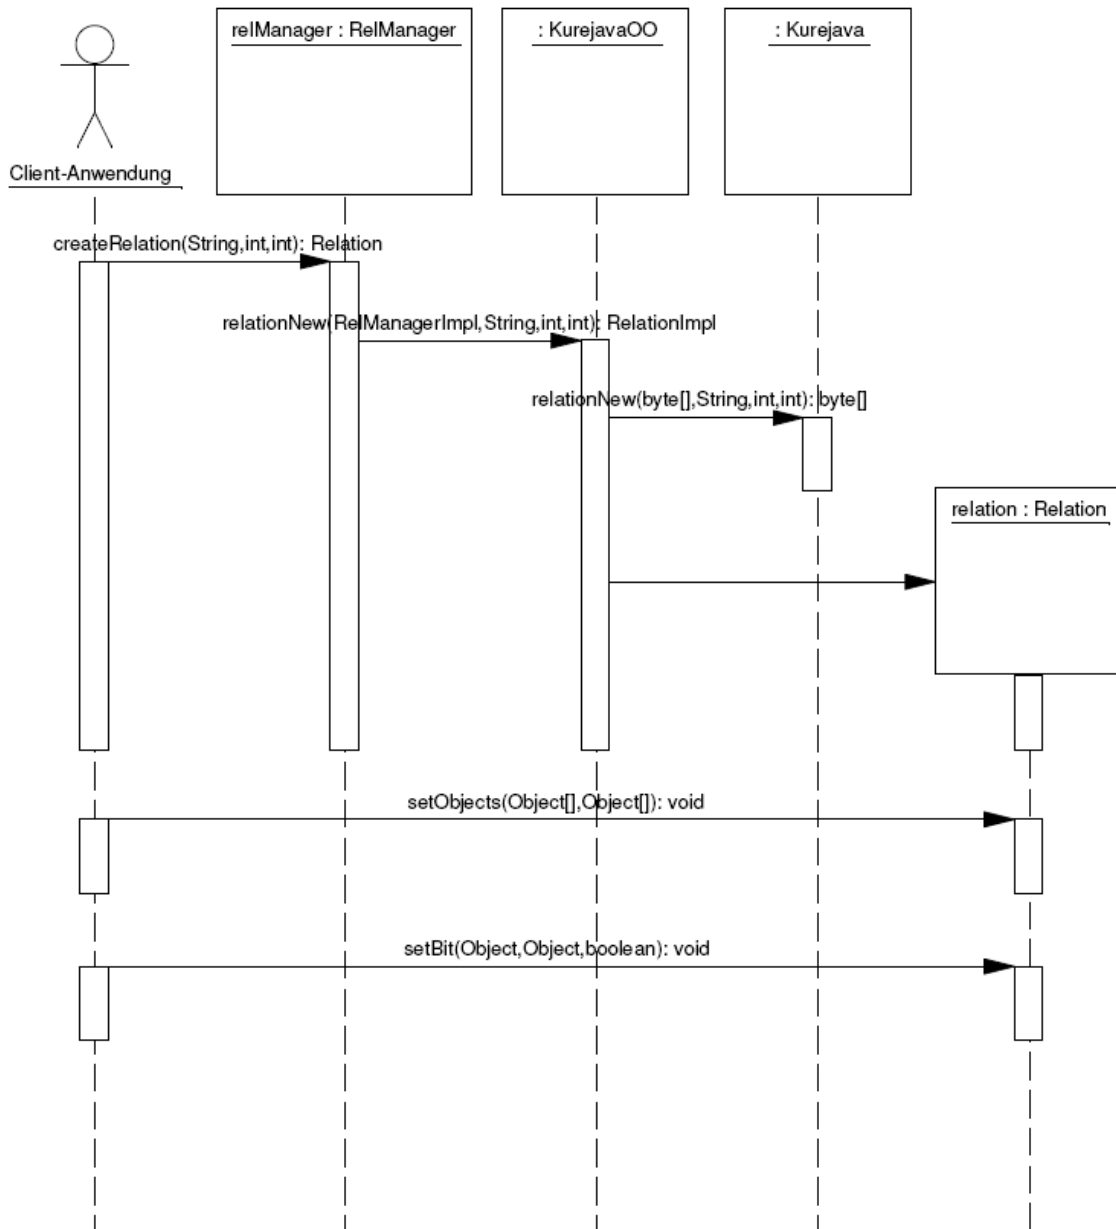 relManager : RelManager
: KurejavaOO
: Kurejava
Client-Anwendung
createRelation(String,int,int): Relation
relationNew(RelManagerImpl,String,int,int): RelationImpl
relationNew(byte[],String,int,int): byte[]
relation : Relation
setObjects(Object[],Object[]): void
setBit(Object,Object,boolean): void